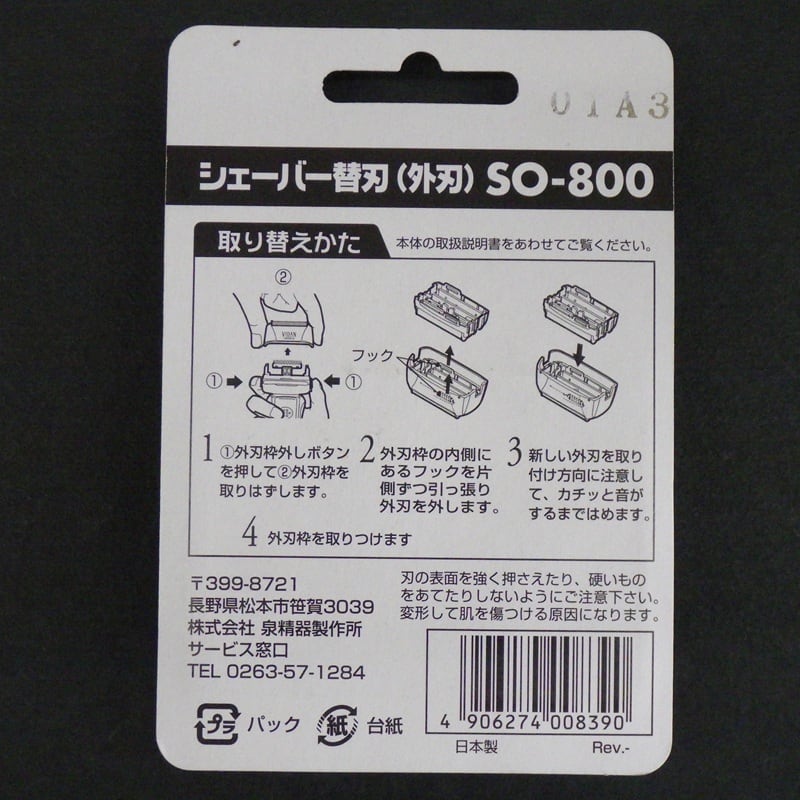 01A3
シェーバー替刃(外刃) SO-800
取り替えかた
本体の取扱説明書をあわせてご覧ください。
②
VIDAN
フック
① ①
1 ①外刃枠外しボタン
を押して②外刃枠を
取りはずします。
2 外刃枠の内側に
あるフックを片
側ずつ引っ張り
外刃を外します。
3 新しい外刃を取り
付け方向に注意し
て、カチッと音が
するまではめます。
4 外刃枠を取りつけます
〒399-8721
長野県松本市笹賀3039
株式会社 泉精器製作所
サービス窓口
TEL 0263-57-1284
刃の表面を強く押さえたり、硬いもの
をあてたりしないようにご注意下さい。
変形して肌を傷つける原因になります。
プラ パック 紙 台紙
4 906274 008390
日本製 Rev.-